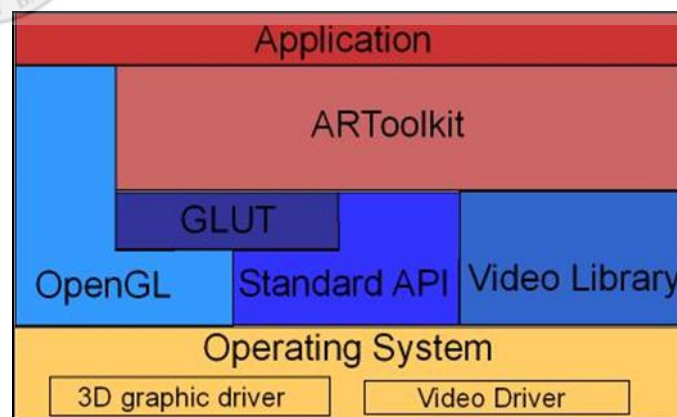 Application
ARToolkit
GLUT
OpenGL
Standard API
Video Library
Operating System
3D graphic driver
Video Driver